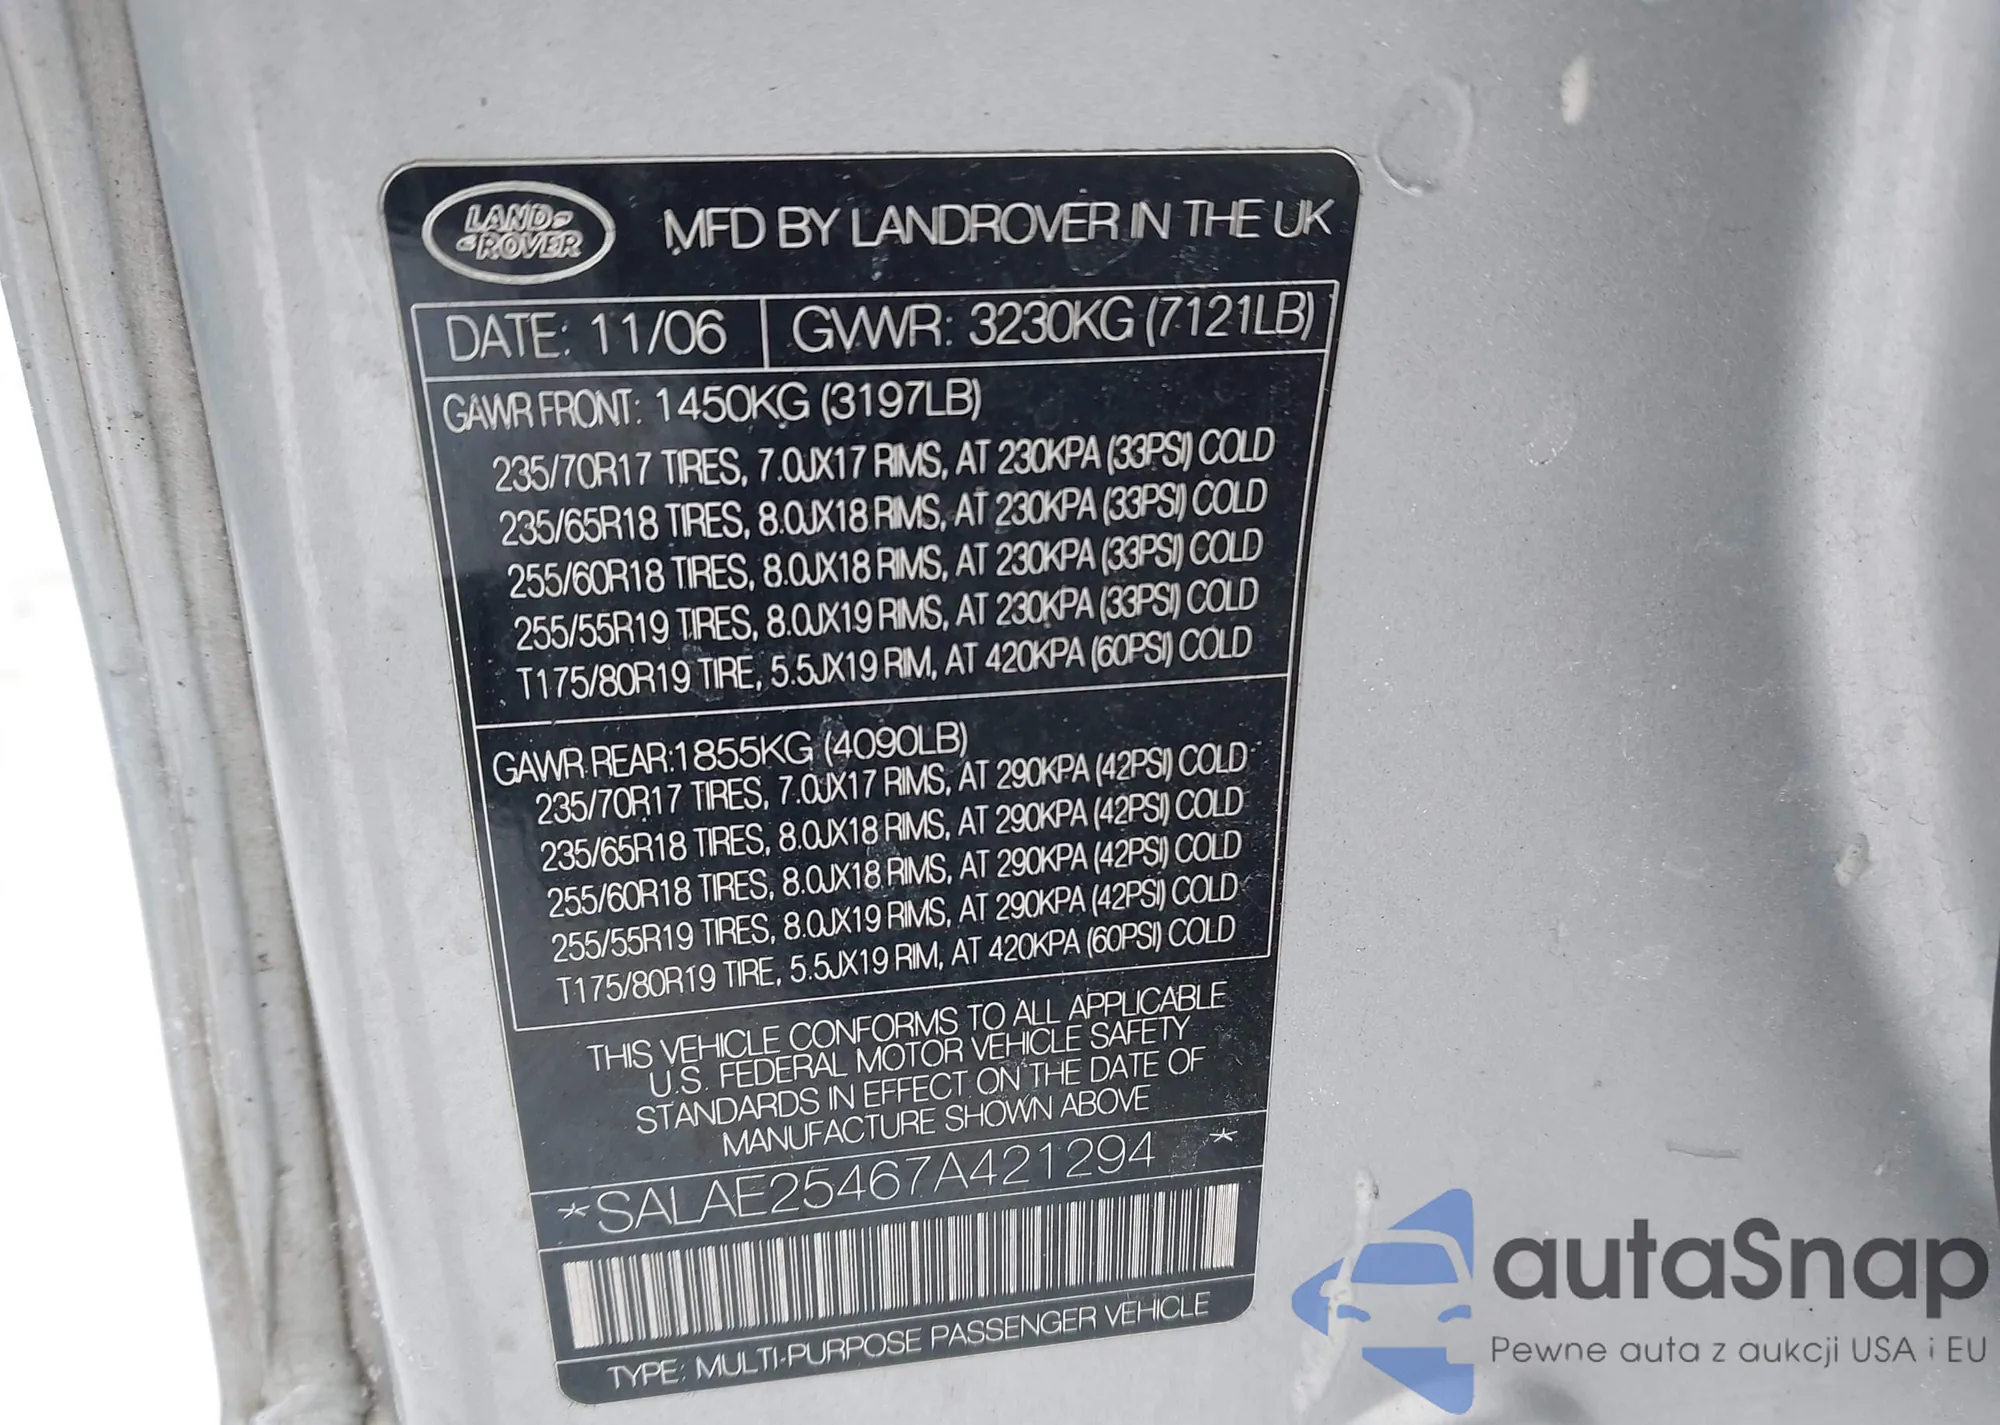 LAND-
ROVER
MFD BY LANDROVER IN THE UK
DATE: 11/06
GVWR: 3230KG (7121LB)
GAWR FRONT: 1450KG (3197LB)
235/70R17 TIRES, 7.0JX17 RIMS, AT 230KPA (33PSI) COLD
235/65R18 TIRES, 8.0JX18 RIMS, AT 230KPA (33PSI) COLD
255/60R18 TIRES, 8.0JX18 RIMS, AT 230KPA (33PSI) COLD
255/55R19 TIRES, 8.0JX19 RIMS, AT 230KPA (33PSI) COLD
T175/80R19 TIRE, 5.5JX19 RIM, AT 420KPA (60PSI) COLD
GAWR REAR:1855KG (4090LB)
235/70R17 TIRES, 7.0JX17 RIMS, AT 290KPA (42PSI) COLD
235/65R18 TIRES, 8.0JX18 RIMS, AT 290KPA (42PSI) COLD
255/60R18 TIRES, 8.0JX18 RIMS, AT 290KPA (42PSI) COLD
255/55R19 TIRES, 8.0JX19 RIMS, AT 290KPA (42PSI) COLD
T175/80R19 TIRE, 5.5JX19 RIM, AT 420KPA (60PSI) COLD
THIS VEHICLE CONFORMS TO ALL APPLICABLE
U.S. FEDERAL MOTOR VEHICLE SAFETY
STANDARDS IN EFFECT ON THE DATE OF
MANUFACTURE SHOWN ABOVE
*SALAE25467A421294 *
TYPE: MULTI-PURPOSE PASSENGER VEHICLE
autaSnap
Pewne auta z aukcji USA i EU